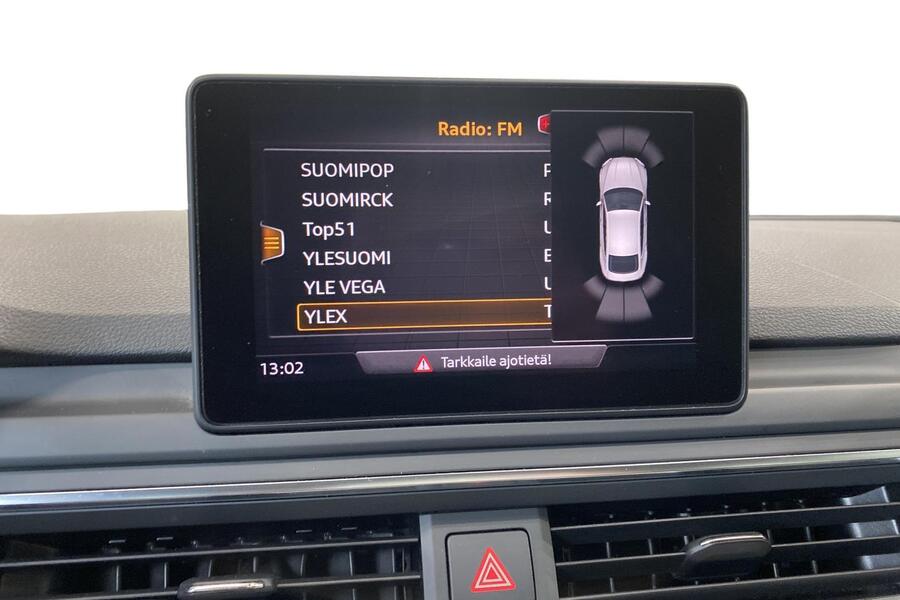 Radio: FM
SUOMIPOP F
SUOMIRCK
Top51
YLESUOMI
YLE VEGA
YLEX
13:02 Tarkkaile ajotietä!